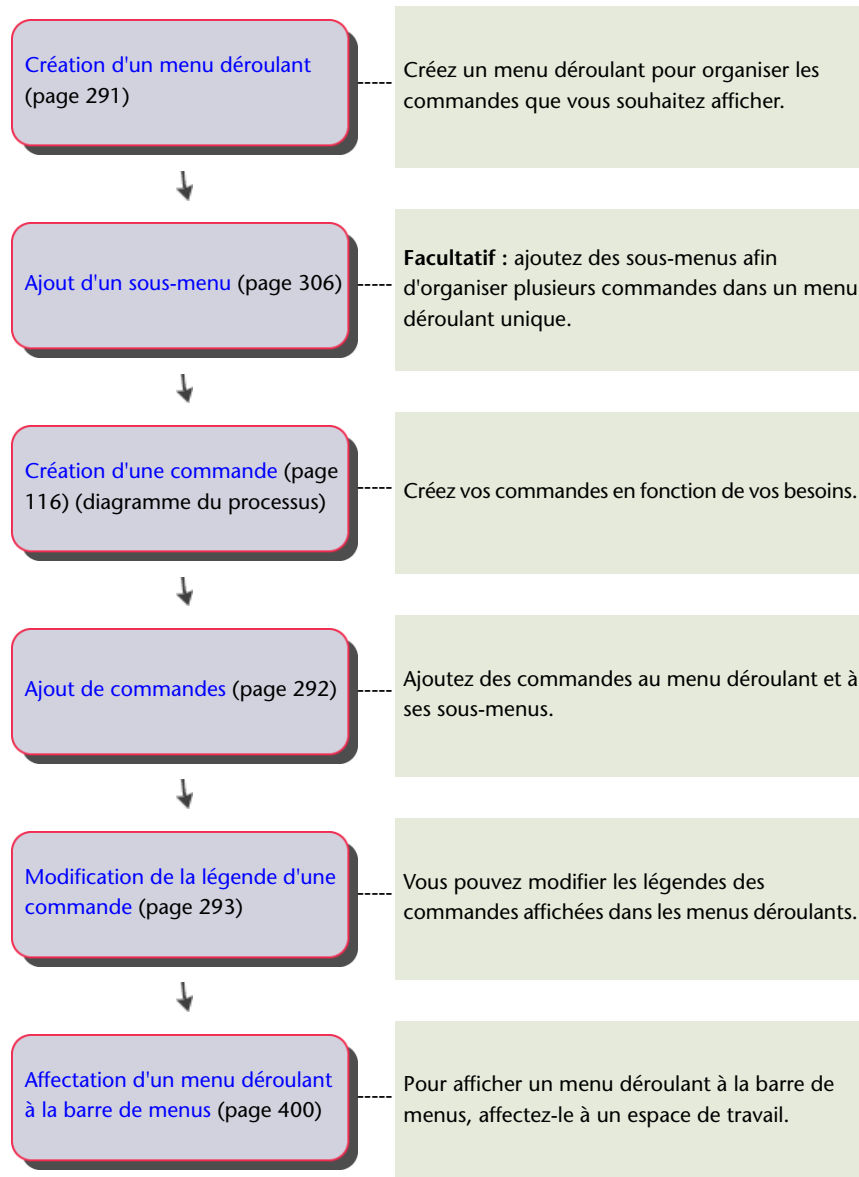 Création d'un menu déroulant
(page 291)
Créez un menu déroulant pour organiser les
commandes que vous souhaitez afficher.
Ajout d'un sous-menu (page 306)
Facultatif : ajoutez des sous-menus afin
d'organiser plusieurs commandes dans un menu
déroulant unique.
Création d'une commande (page
116) (diagramme du processus)
Créez vos commandes en fonction de vos besoins.
Ajout de commandes (page 292)
Ajoutez des commandes au menu déroulant et à
ses sous-menus.
Modification de la légende d'une
commande (page 293)
Vous pouvez modifier les légendes des
commandes affichées dans les menus déroulants.
Affectation d'un menu déroulant
à la barre de menus (page 400)
Pour afficher un menu déroulant à la barre de
menus, affectez-le à un espace de travail.